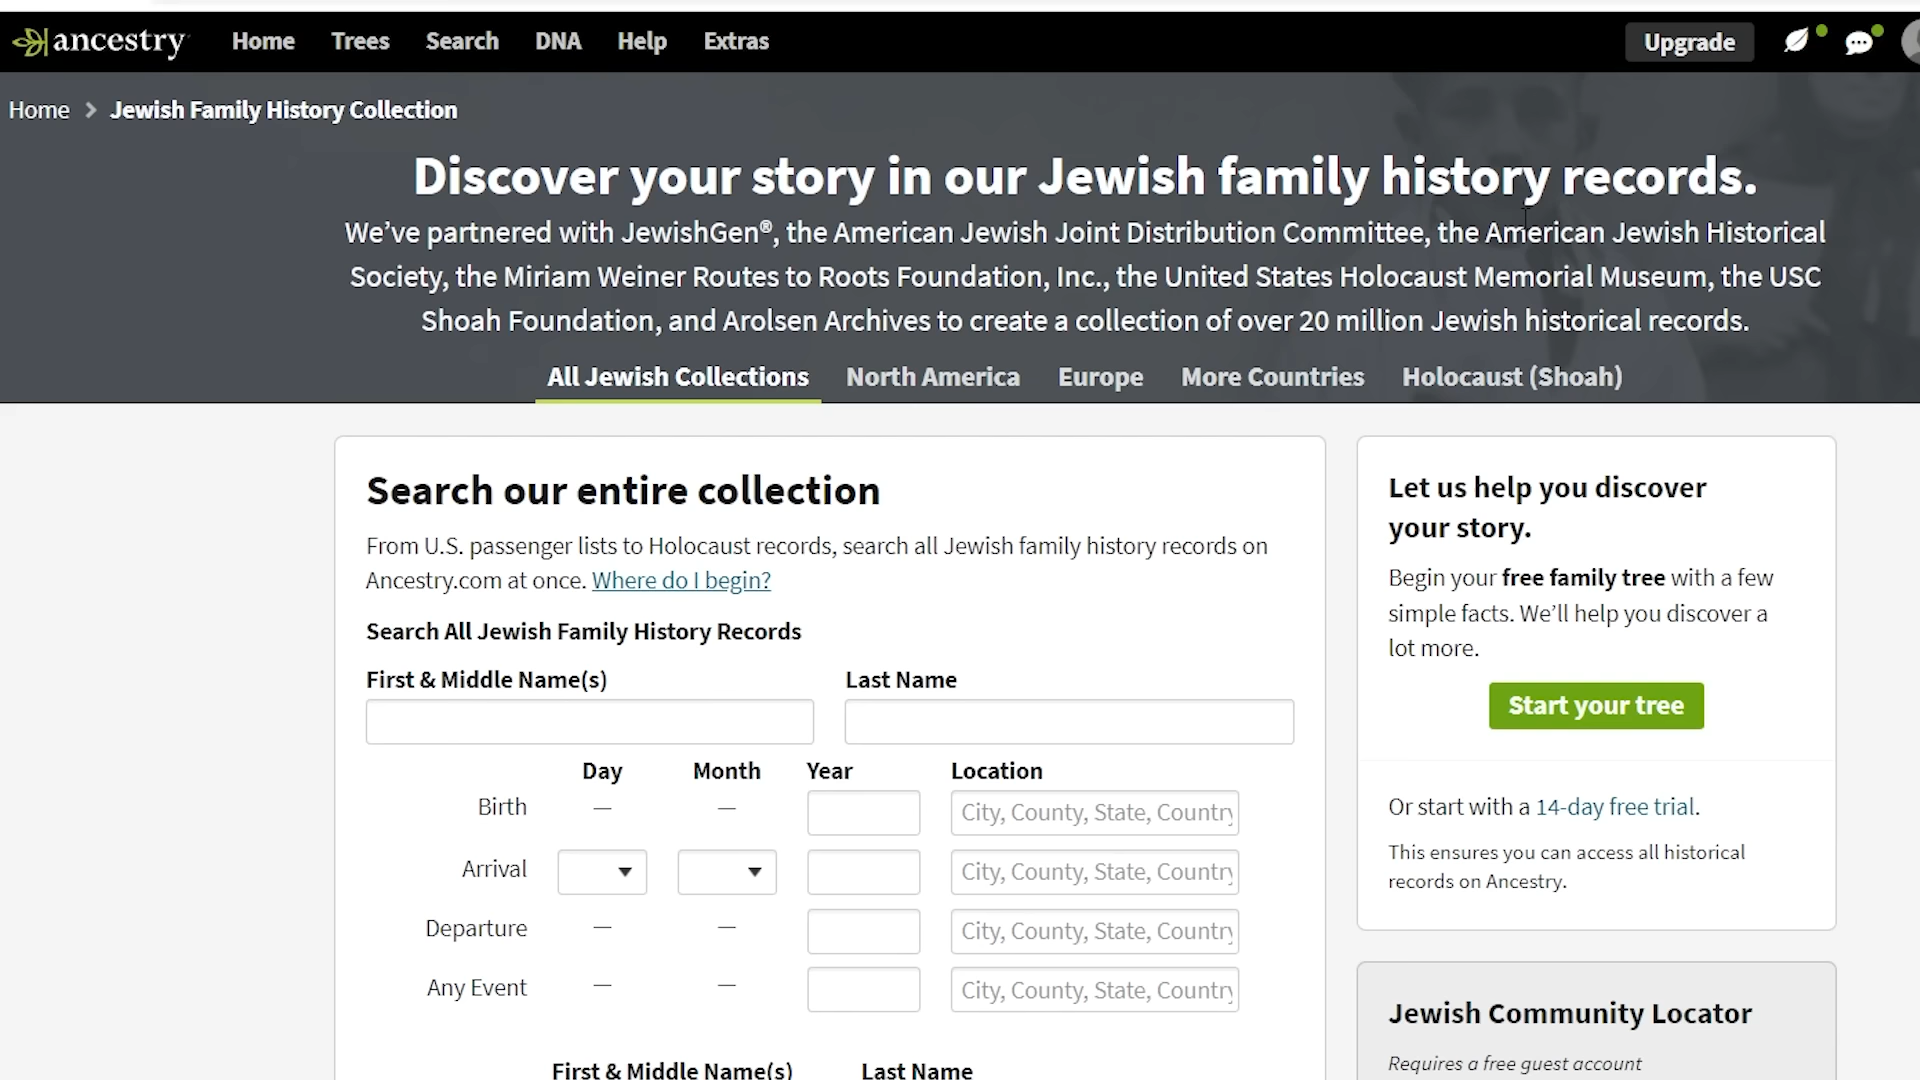 ancestry Home Trees Search DNA Help Extras Upgrade
Home > Jewish Family History Collection
Discover your story in our Jewish family history records.
We've partnered with JewishGen®, the American Jewish Joint Distribution Committee, the American Jewish Historical
Society, the Miriam Weiner Routes to Roots Foundation, Inc., the United States Holocaust Memorial Museum, the USC
Shoah Foundation, and Arolsen Archives to create a collection of over 20 million Jewish historical records.
All Jewish Collections North America Europe More Countries Holocaust (Shoah)
Search our entire collection
From U.S. passenger lists to Holocaust records, search all Jewish family history records on
Ancestry.com at once. Where do I begin?
Search All Jewish Family History Records
First & Middle Name(s) Last Name
Day Month Year Location
Birth — — City, County, State, Country
Arrival City, County, State, Country
Departure — — City, County, State, Country
Any Event — — City, County, State, Country
First & Middle Name(s) Last Name
Let us help you discover
your story.
Begin your free family tree with a few
simple facts. We'll help you discover a
lot more.
Start your tree
Or start with a 14-day free trial.
This ensures you can access all historical
records on Ancestry.
Jewish Community Locator
Requires a free guest account